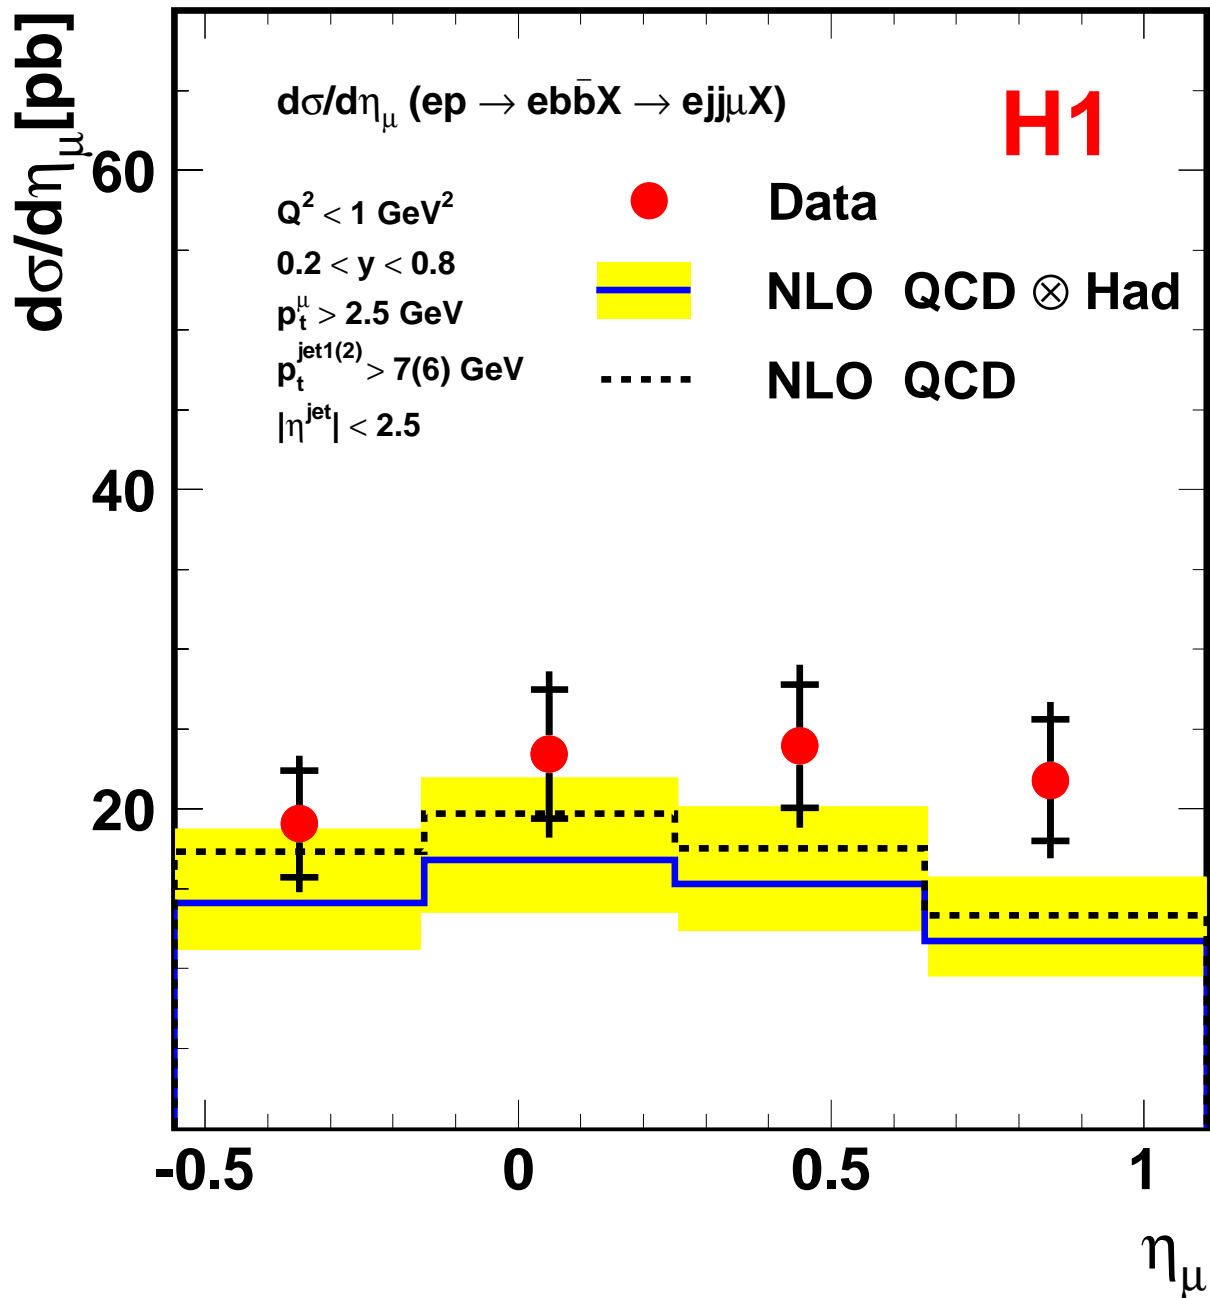 dσ/dη_μ [pb]
dσ/dη_μ (ep → ebb̄X → ejjμX)
H1
Q² < 1 GeV²
0.2 < y < 0.8
p_t^μ > 2.5 GeV
p_t^jet1(2) > 7(6) GeV
|η^jet| < 2.5
Data
NLO QCD ⊗ Had
NLO QCD
60
40
20
-0.5 0 0.5 1
η_μ